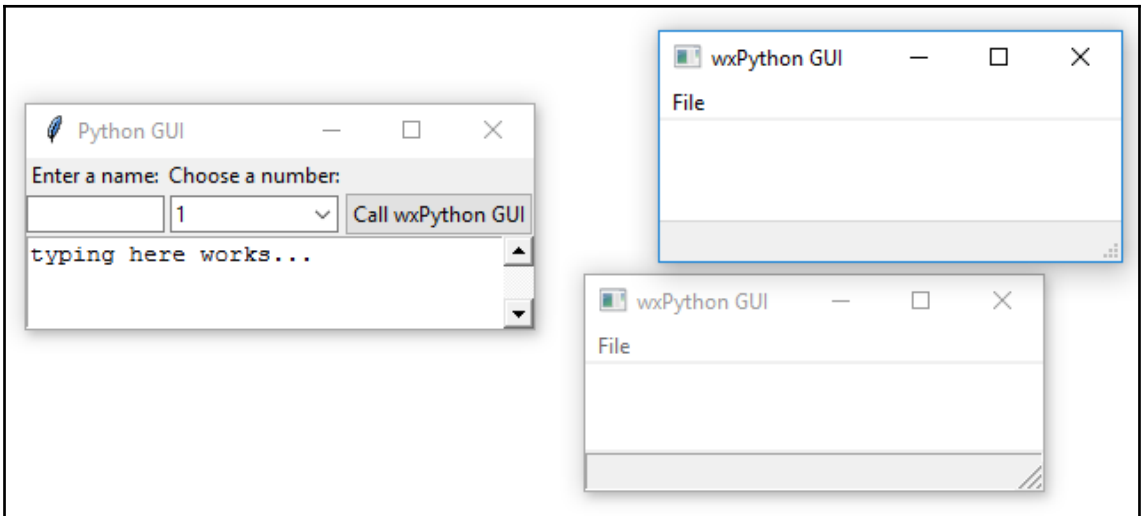 Python GUI
Enter a name: Choose a number:
1 Call wxPython GUI
typing here works...
wxPython GUI
File
wxPython GUI
File